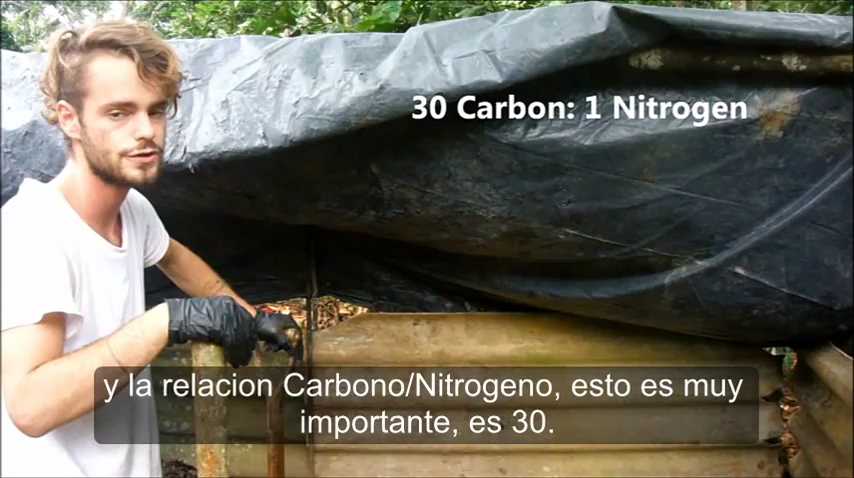 30 Carbon: 1 Nitrogen
y la relacion Carbono/Nitrogeno, esto es muy
importante, es 30.